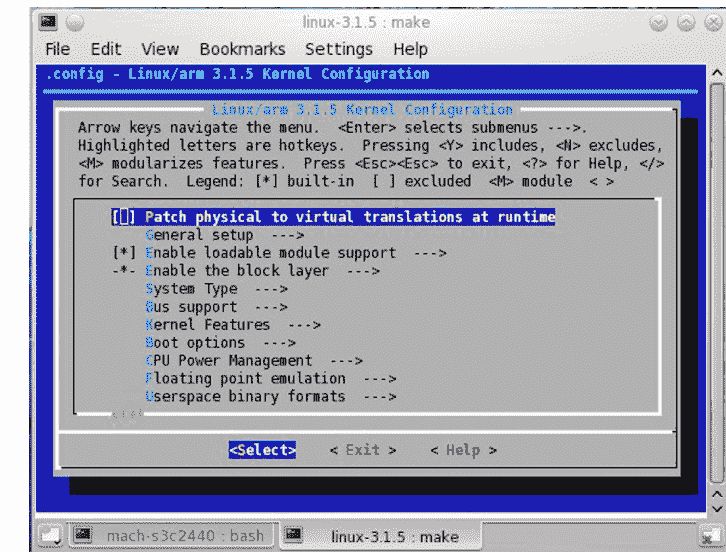 linux-3.1.5 : make
File Edit View Bookmarks Settings Help
.config - Linux/arm 3.1.5 Kernel Configuration
Linux/arm 3.1.5 Kernel Configuration
Arrow keys navigate the menu. <Enter> selects submenus --->.
Highlighted letters are hotkeys. Pressing <Y> includes, <N> excludes,
<M> modularizes features. Press <Esc><Esc> to exit, <?> for Help, </>
for Search. Legend: [*] built-in [ ] excluded <M> module < >
[ ] Patch physical to virtual translations at runtime
General setup --->
[*] Enable loadable module support --->
-*- Enable the block layer --->
System Type --->
Bus support --->
Kernel Features --->
Boot options --->
CPU Power Management --->
Floating point emulation --->
Userspace binary formats --->
<Select> < Exit > < Help >
mach-s3c2440 : bash linux-3.1.5 : make